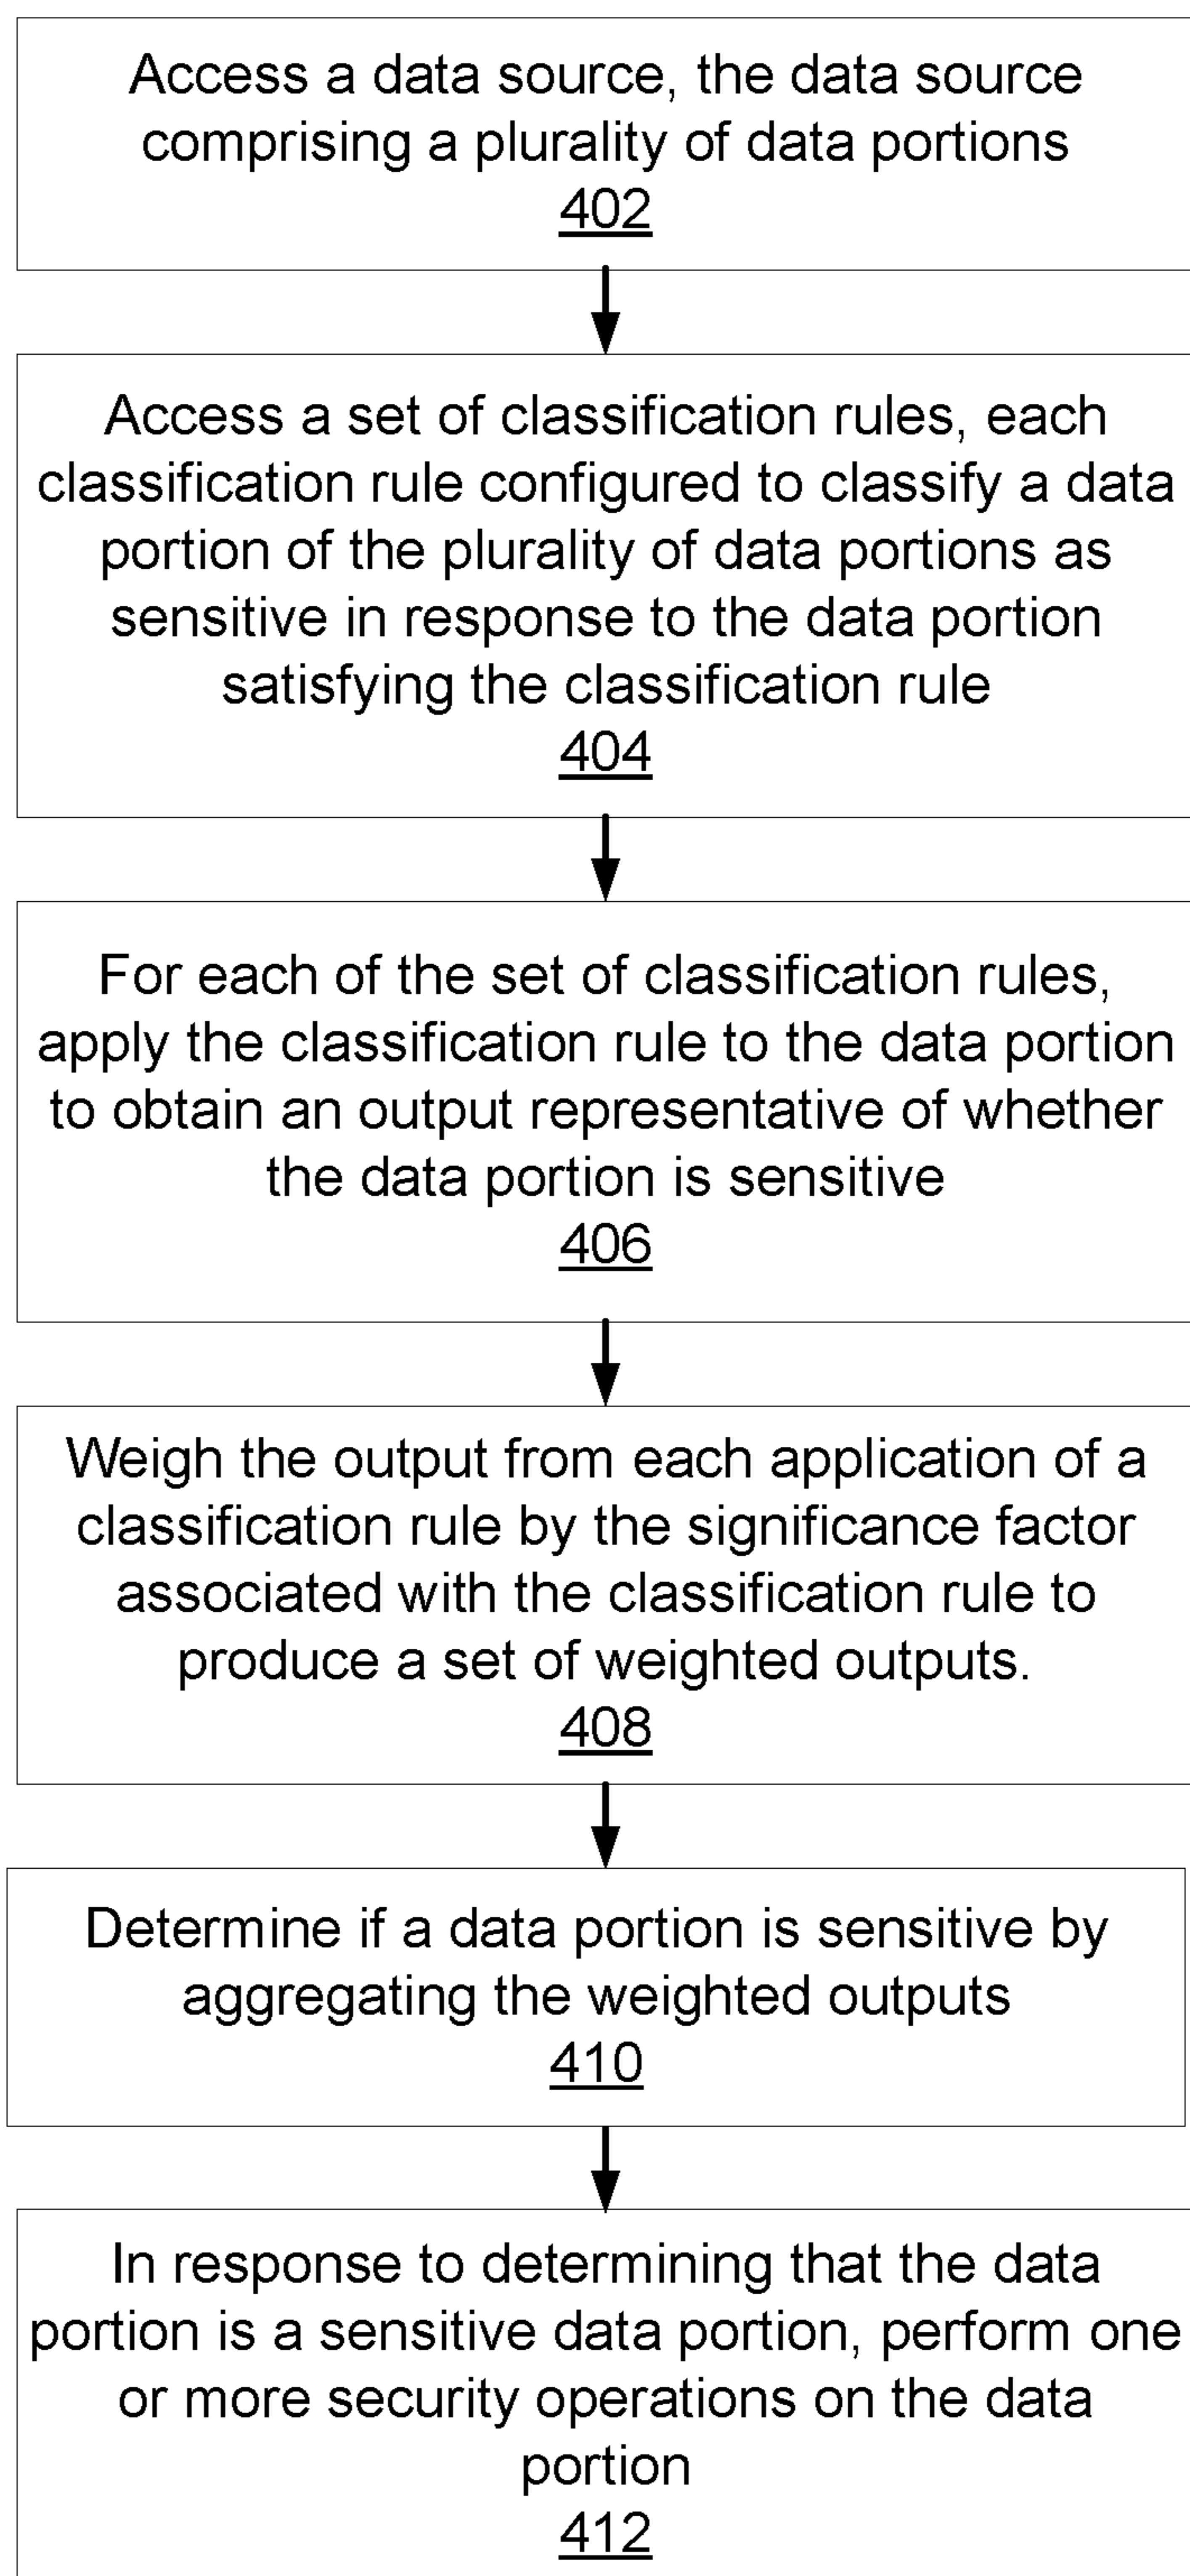 Access a data source, the data source
comprising a plurality of data portions
402
Access a set of classification rules, each
classification rule configured to classify a data
portion of the plurality of data portions as
sensitive in response to the data portion
satisfying the classification rule
404
For each of the set of classification rules,
apply the classification rule to the data portion
to obtain an output representative of whether
the data portion is sensitive
406
Weigh the output from each application of a
classification rule by the significance factor
associated with the classification rule to
produce a set of weighted outputs.
408
Determine if a data portion is sensitive by
aggregating the weighted outputs
410
In response to determining that the data
portion is a sensitive data portion, perform one
or more security operations on the data
portion
412